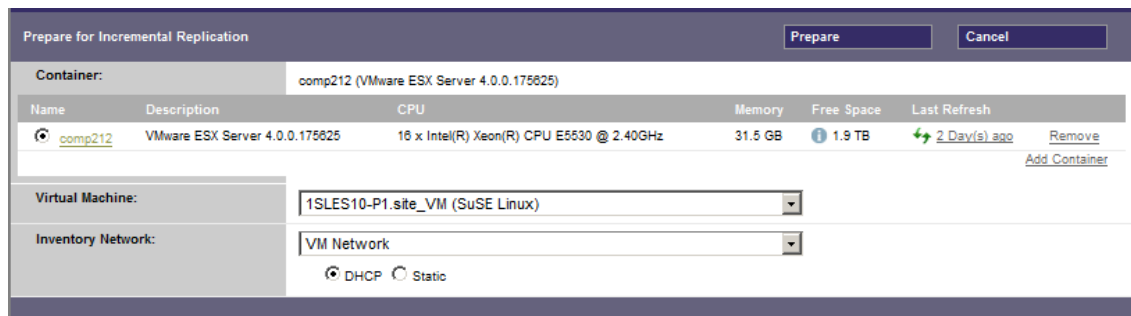 Prepare for Incremental Replication Prepare Cancel
Container: comp212 (VMware ESX Server 4.0.0.175625)
Name Description CPU Memory Free Space Last Refresh
comp212 VMware ESX Server 4.0.0.175625 16 x Intel(R) Xeon(R) CPU E5530 @ 2.40GHz 31.5 GB 1.9 TB 2 Day(s) ago Remove
Add Container
Virtual Machine: 1SLES10-P1.site_VM (SuSE Linux)
Inventory Network: VM Network
DHCP Static